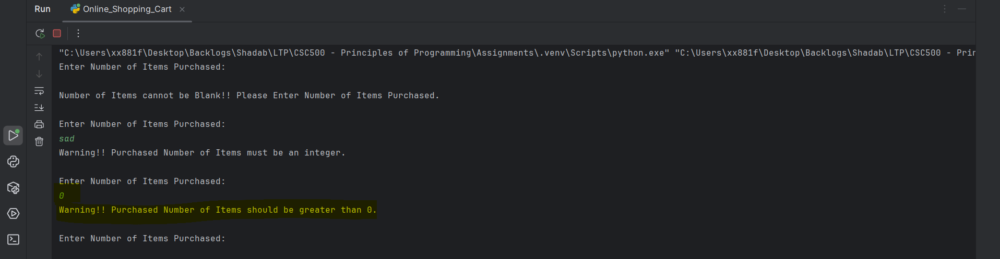 Run Online_Shopping_Cart
"C:\Users\xx881f\Desktop\Backlogs\Shadab\LTP\CSC500 - Principles of Programming\Assignments\.venv\Scripts\python.exe" "C:\Users\xx881f\Desktop\Backlogs\Shadab\LTP\CSC500 - Prin
Enter Number of Items Purchased:
Number of Items cannot be Blank!! Please Enter Number of Items Purchased.
Enter Number of Items Purchased:
sad
Warning!! Purchased Number of Items must be an integer.
Enter Number of Items Purchased:
0
Warning!! Purchased Number of Items should be greater than 0.
Enter Number of Items Purchased: